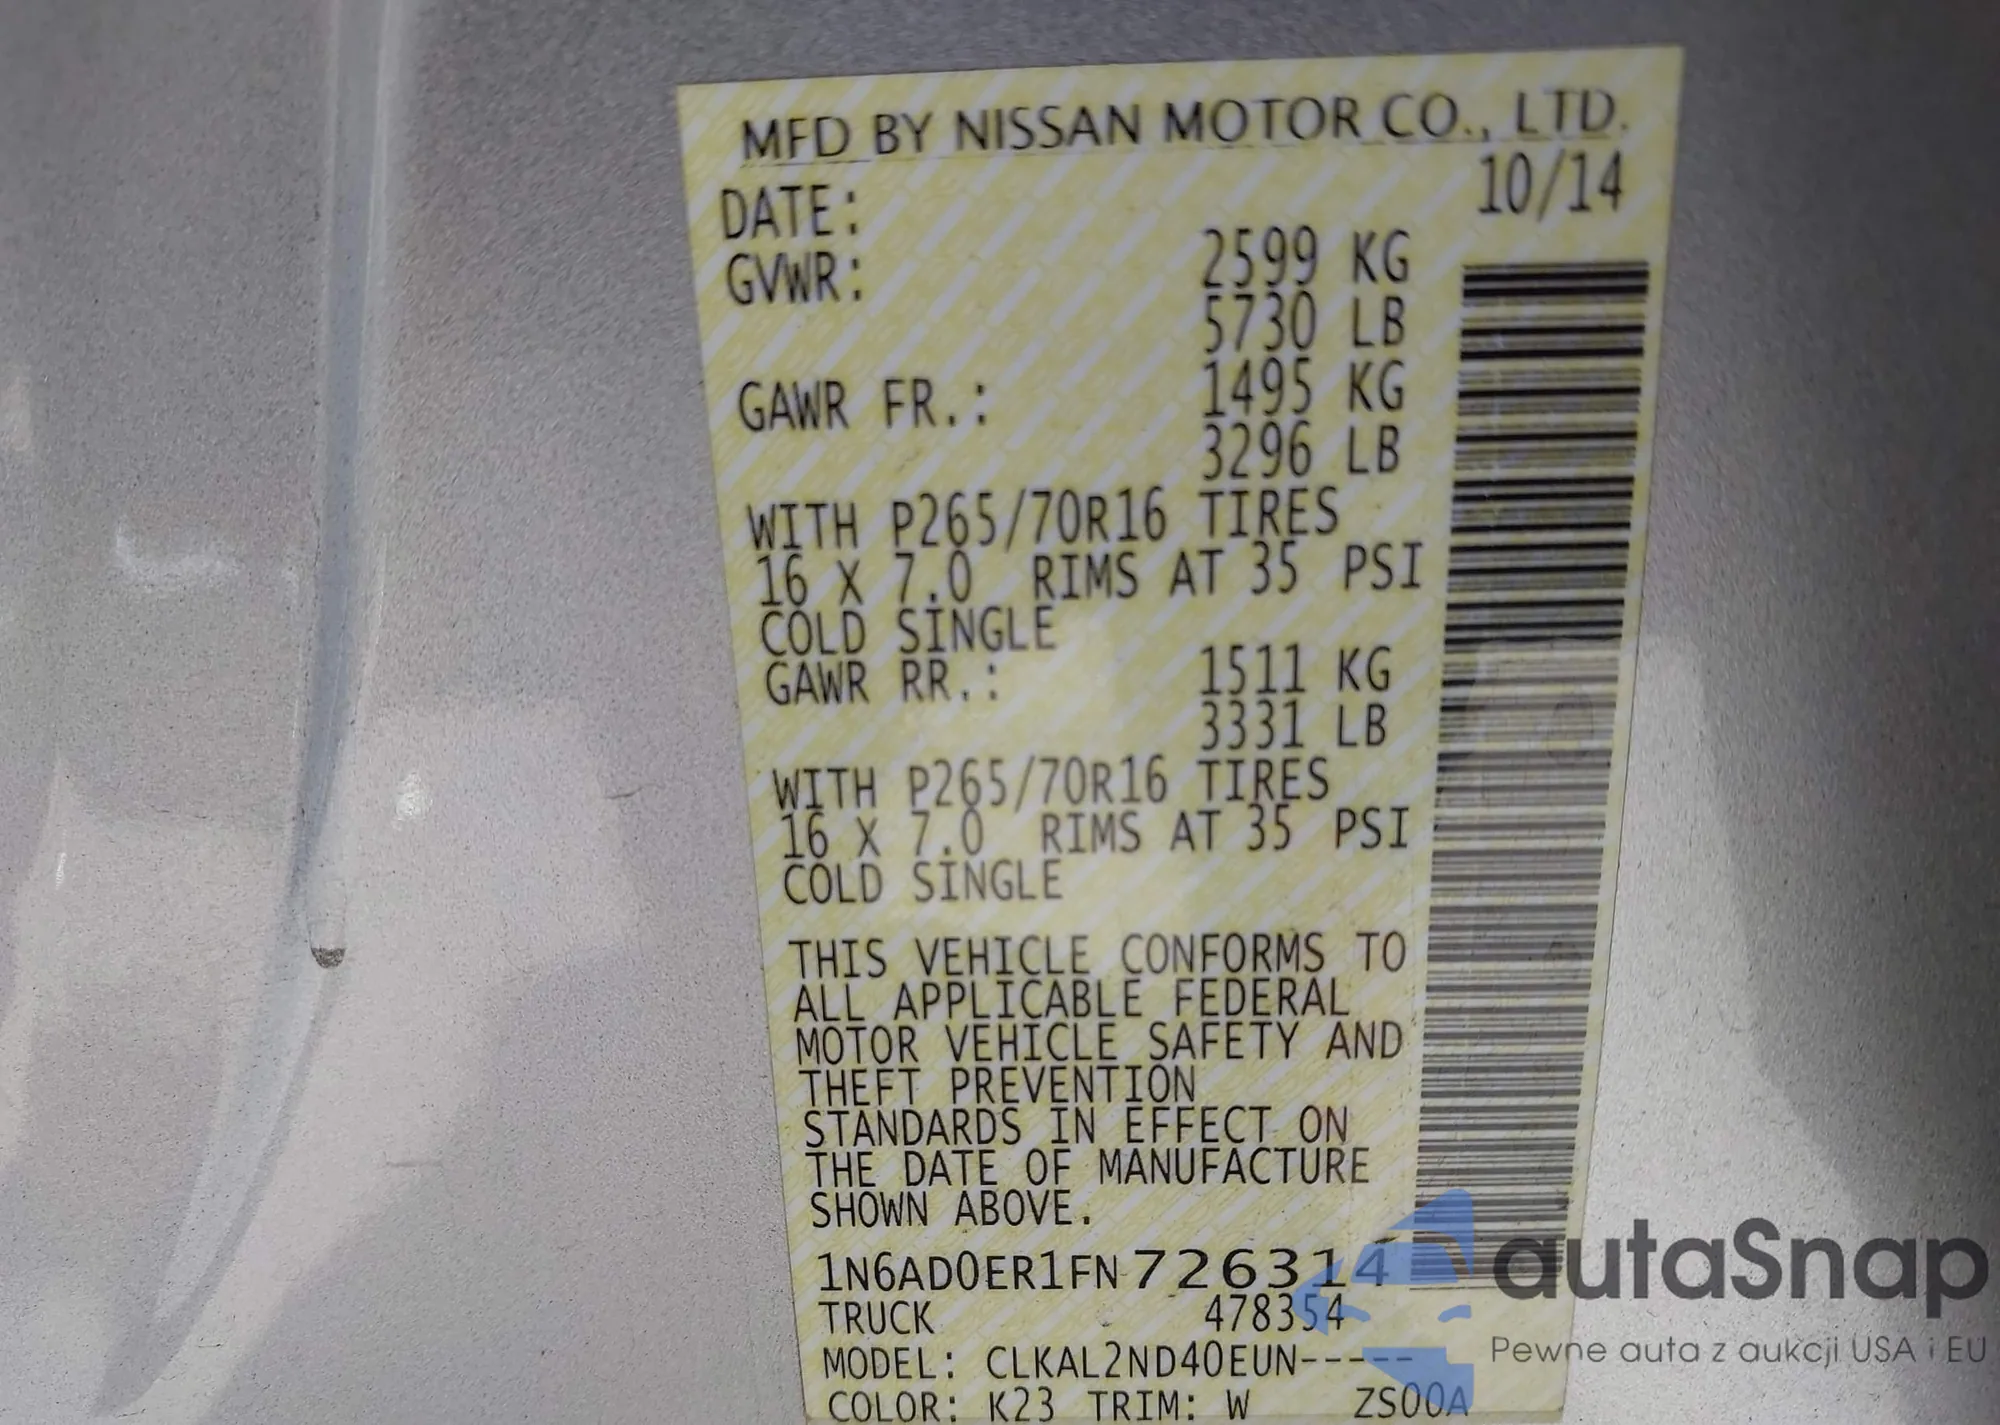 MFD BY NISSAN MOTOR CO., LTD.
DATE: 10/14
GVWR: 2599 KG
5730 LB
GAWR FR.: 1495 KG
3296 LB
WITH P265/70R16 TIRES
16 X 7.0 RIMS AT 35 PSI
COLD SINGLE
GAWR RR.: 1511 KG
3331 LB
WITH P265/70R16 TIRES
16 X 7.0 RIMS AT 35 PSI
COLD SINGLE
THIS VEHICLE CONFORMS TO
ALL APPLICABLE FEDERAL
MOTOR VEHICLE SAFETY AND
THEFT PREVENTION
STANDARDS IN EFFECT ON
THE DATE OF MANUFACTURE
SHOWN ABOVE.
1N6AD0ER1FN726314
TRUCK 478354
MODEL: CLKAL2ND40EUN-----
COLOR: K23 TRIM: W ZS00A
autaSnap
Pewne auta z aukcji USA i EU